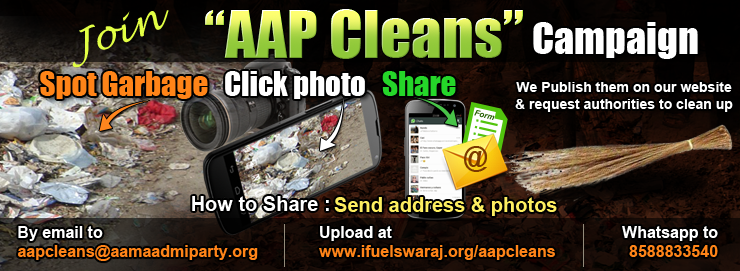 Join "AAP Cleans" Campaign
Spot Garbage Click photo Share
We Publish them on our website
& request authorities to clean up
Form
@
How to Share : Send address & photos
By email to
aapcleans@aamaadmiparty.org
Upload at
www.ifuelswaraj.org/aapcleans
Whatsapp to
8588833540